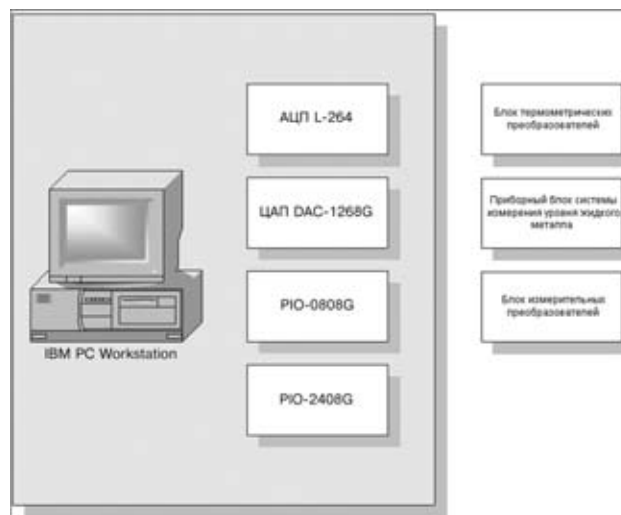 АЦП L-264
ЦАП DAC-1268G
PIO-0808G
PIO-2408G
IBM PC Workstation
Блок термометрических
преобразователей
Приборный блок системы
измерения уровня жидкого
металла
Блок измерительных
преобразователей